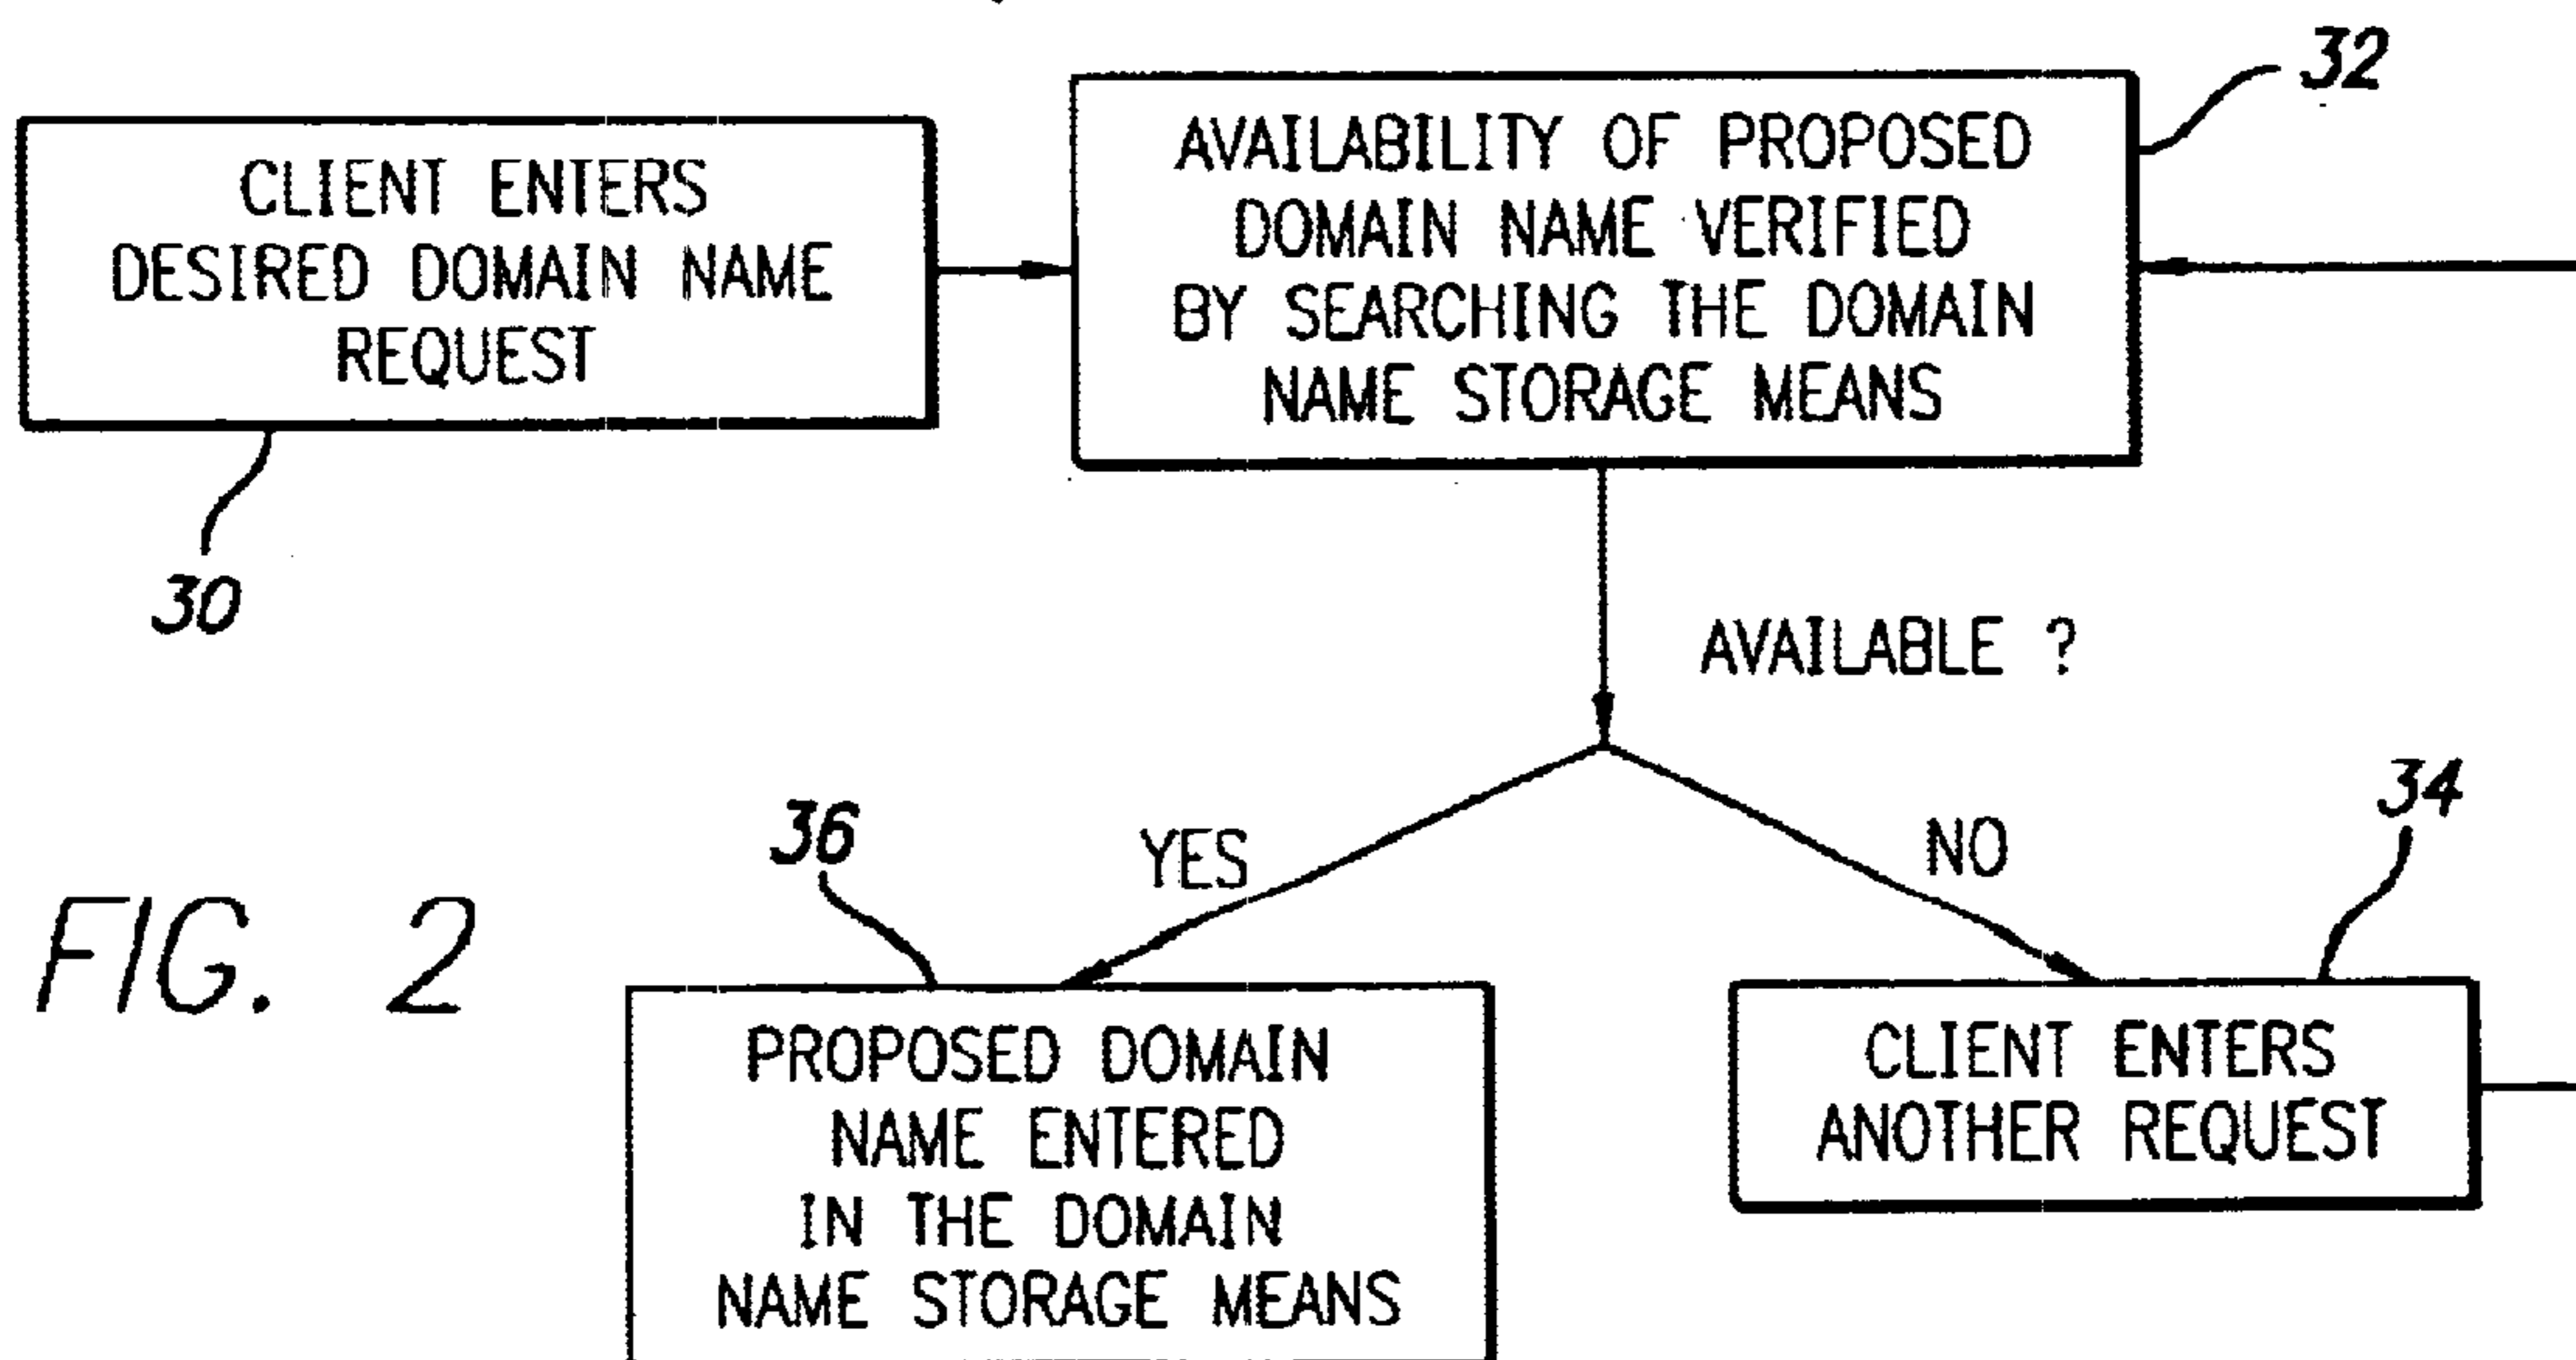 32
CLIENT ENTERS
DESIRED DOMAIN NAME
REQUEST
30
AVAILABILITY OF PROPOSED
DOMAIN NAME VERIFIED
BY SEARCHING THE DOMAIN
NAME STORAGE MEANS
AVAILABLE ?
YES
NO
36
34
FIG. 2
PROPOSED DOMAIN
NAME ENTERED
IN THE DOMAIN
NAME STORAGE MEANS
CLIENT ENTERS
ANOTHER REQUEST